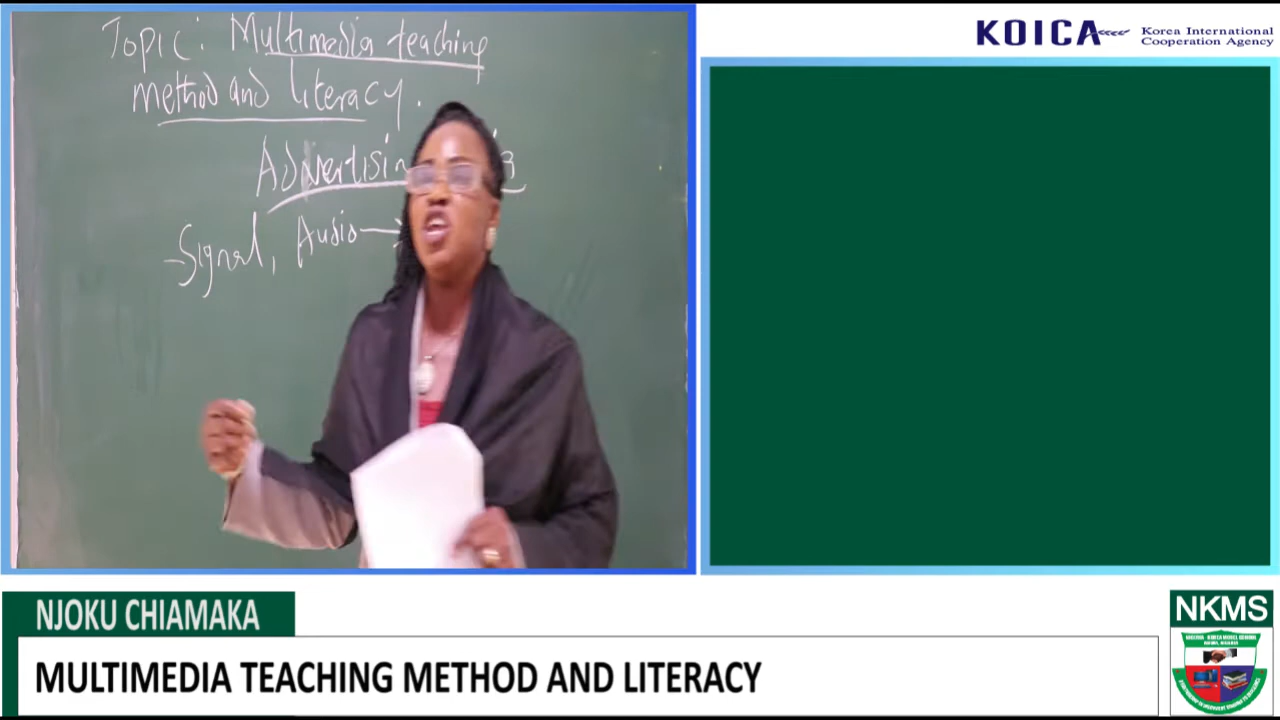 Topic: Multimedia teaching
method and literacy.
Advertisin
-Signal, Audio→
KOICA
Korea International
Cooperation Agency
NJOKU CHIAMAKA
MULTIMEDIA TEACHING METHOD AND LITERACY
NKMS